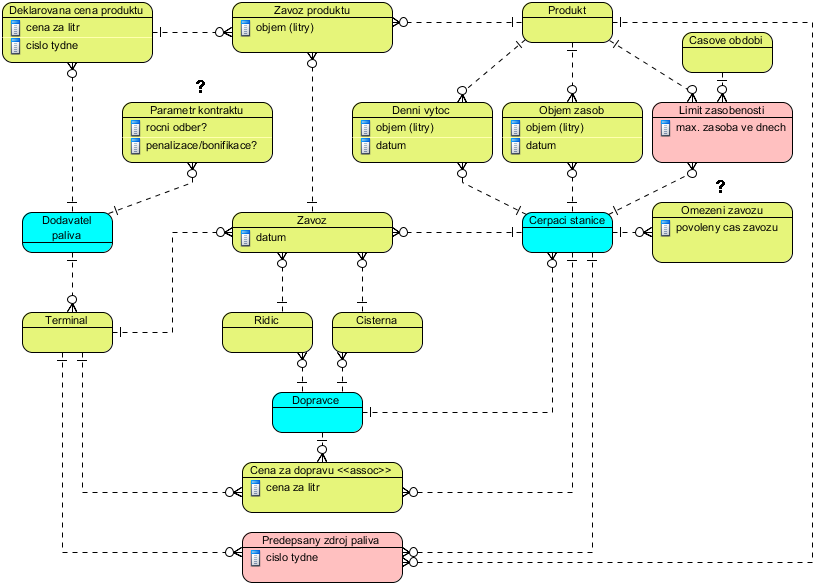 Deklarovana cena produktu
cena za litr
cislo tydne
Zavoz produktu
objem (litry)
Produkt
Casove obdobi
?
Parametr kontraktu
rocni odber?
penalizace/bonifikace?
Denni vytoc
objem (litry)
datum
Objem zasob
objem (litry)
datum
Limit zasobenosti
max. zasoba ve dnech
?
Dodavatel
paliva
Zavoz
datum
Cerpaci stanice
Omezeni zavozu
povoleny cas zavozu
Terminal
Ridic
Cisterna
Dopravce
Cena za dopravu <<assoc>>
cena za litr
Predepsany zdroj paliva
cislo tydne